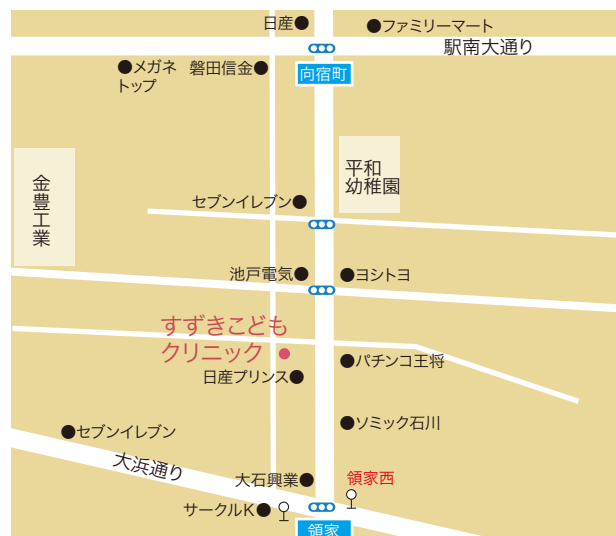 日産
ファミリーマート
駅南大通り
メガネ
トップ
磐田信金
向宿町
平和
幼稚園
金豊工業
セブンイレブン
池戸電気
ヨシトヨ
すずきこども
クリニック
パチンコ王将
日産プリンス
ソミック石川
セブンイレブン
大浜通り
大石興業
領家西
サークルK
領家